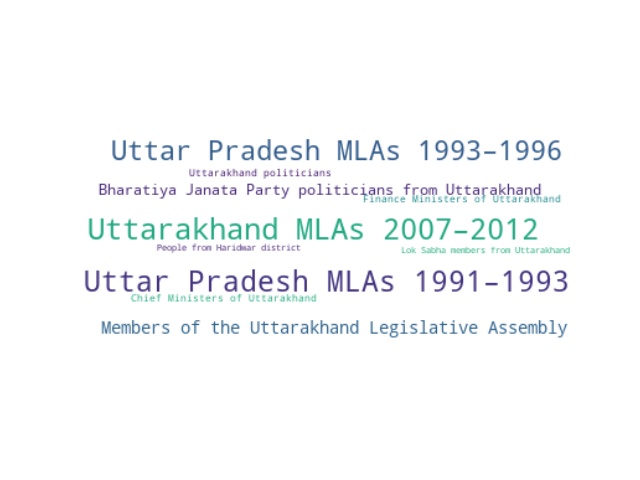 Uttar Pradesh MLAs 1993–1996
Uttarakhand politicians
Bharatiya Janata Party politicians from Uttarakhand
Finance Ministers of Uttarakhand
Uttarakhand MLAs 2007–2012
People from Haridwar district
Lok Sabha members from Uttarakhand
Uttar Pradesh MLAs 1991–1993
Chief Ministers of Uttarakhand
Members of the Uttarakhand Legislative Assembly